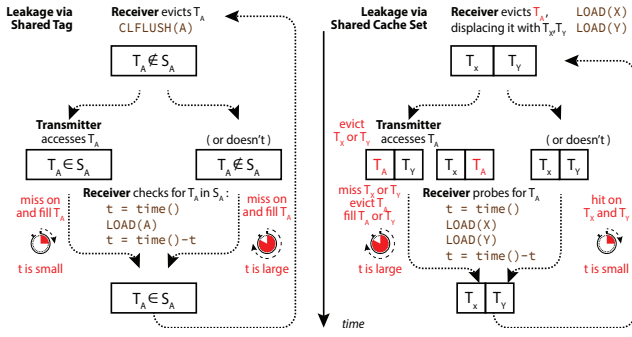 Leakage via
Shared Tag
Receiver evicts T_A
CLFLUSH(A)
T_A ∉ S_A
Transmitter
accesses T_A
( or doesn't )
T_A ∈ S_A
T_A ∉ S_A
Receiver checks for T_A in S_A :
miss on
and fill T_A
t = time()
LOAD(A)
t = time()-t
miss on
and fill T_A
t is small
t is large
T_A ∈ S_A
time
Leakage via
Shared Cache Set
Receiver evicts T_A,
displacing it with T_X,T_Y
LOAD(X)
LOAD(Y)
T_X T_Y
evict
T_X or T_Y
Transmitter
accesses T_A
( or doesn't )
T_A T_Y
T_X T_A
T_X T_Y
miss T_X or T_Y
evict T_A
fill T_A or T_Y
Receiver probes for T_A
t = time()
LOAD(X)
LOAD(Y)
t = time()-t
hit on
T_X and T_Y
t is large
t is small
T_X T_Y